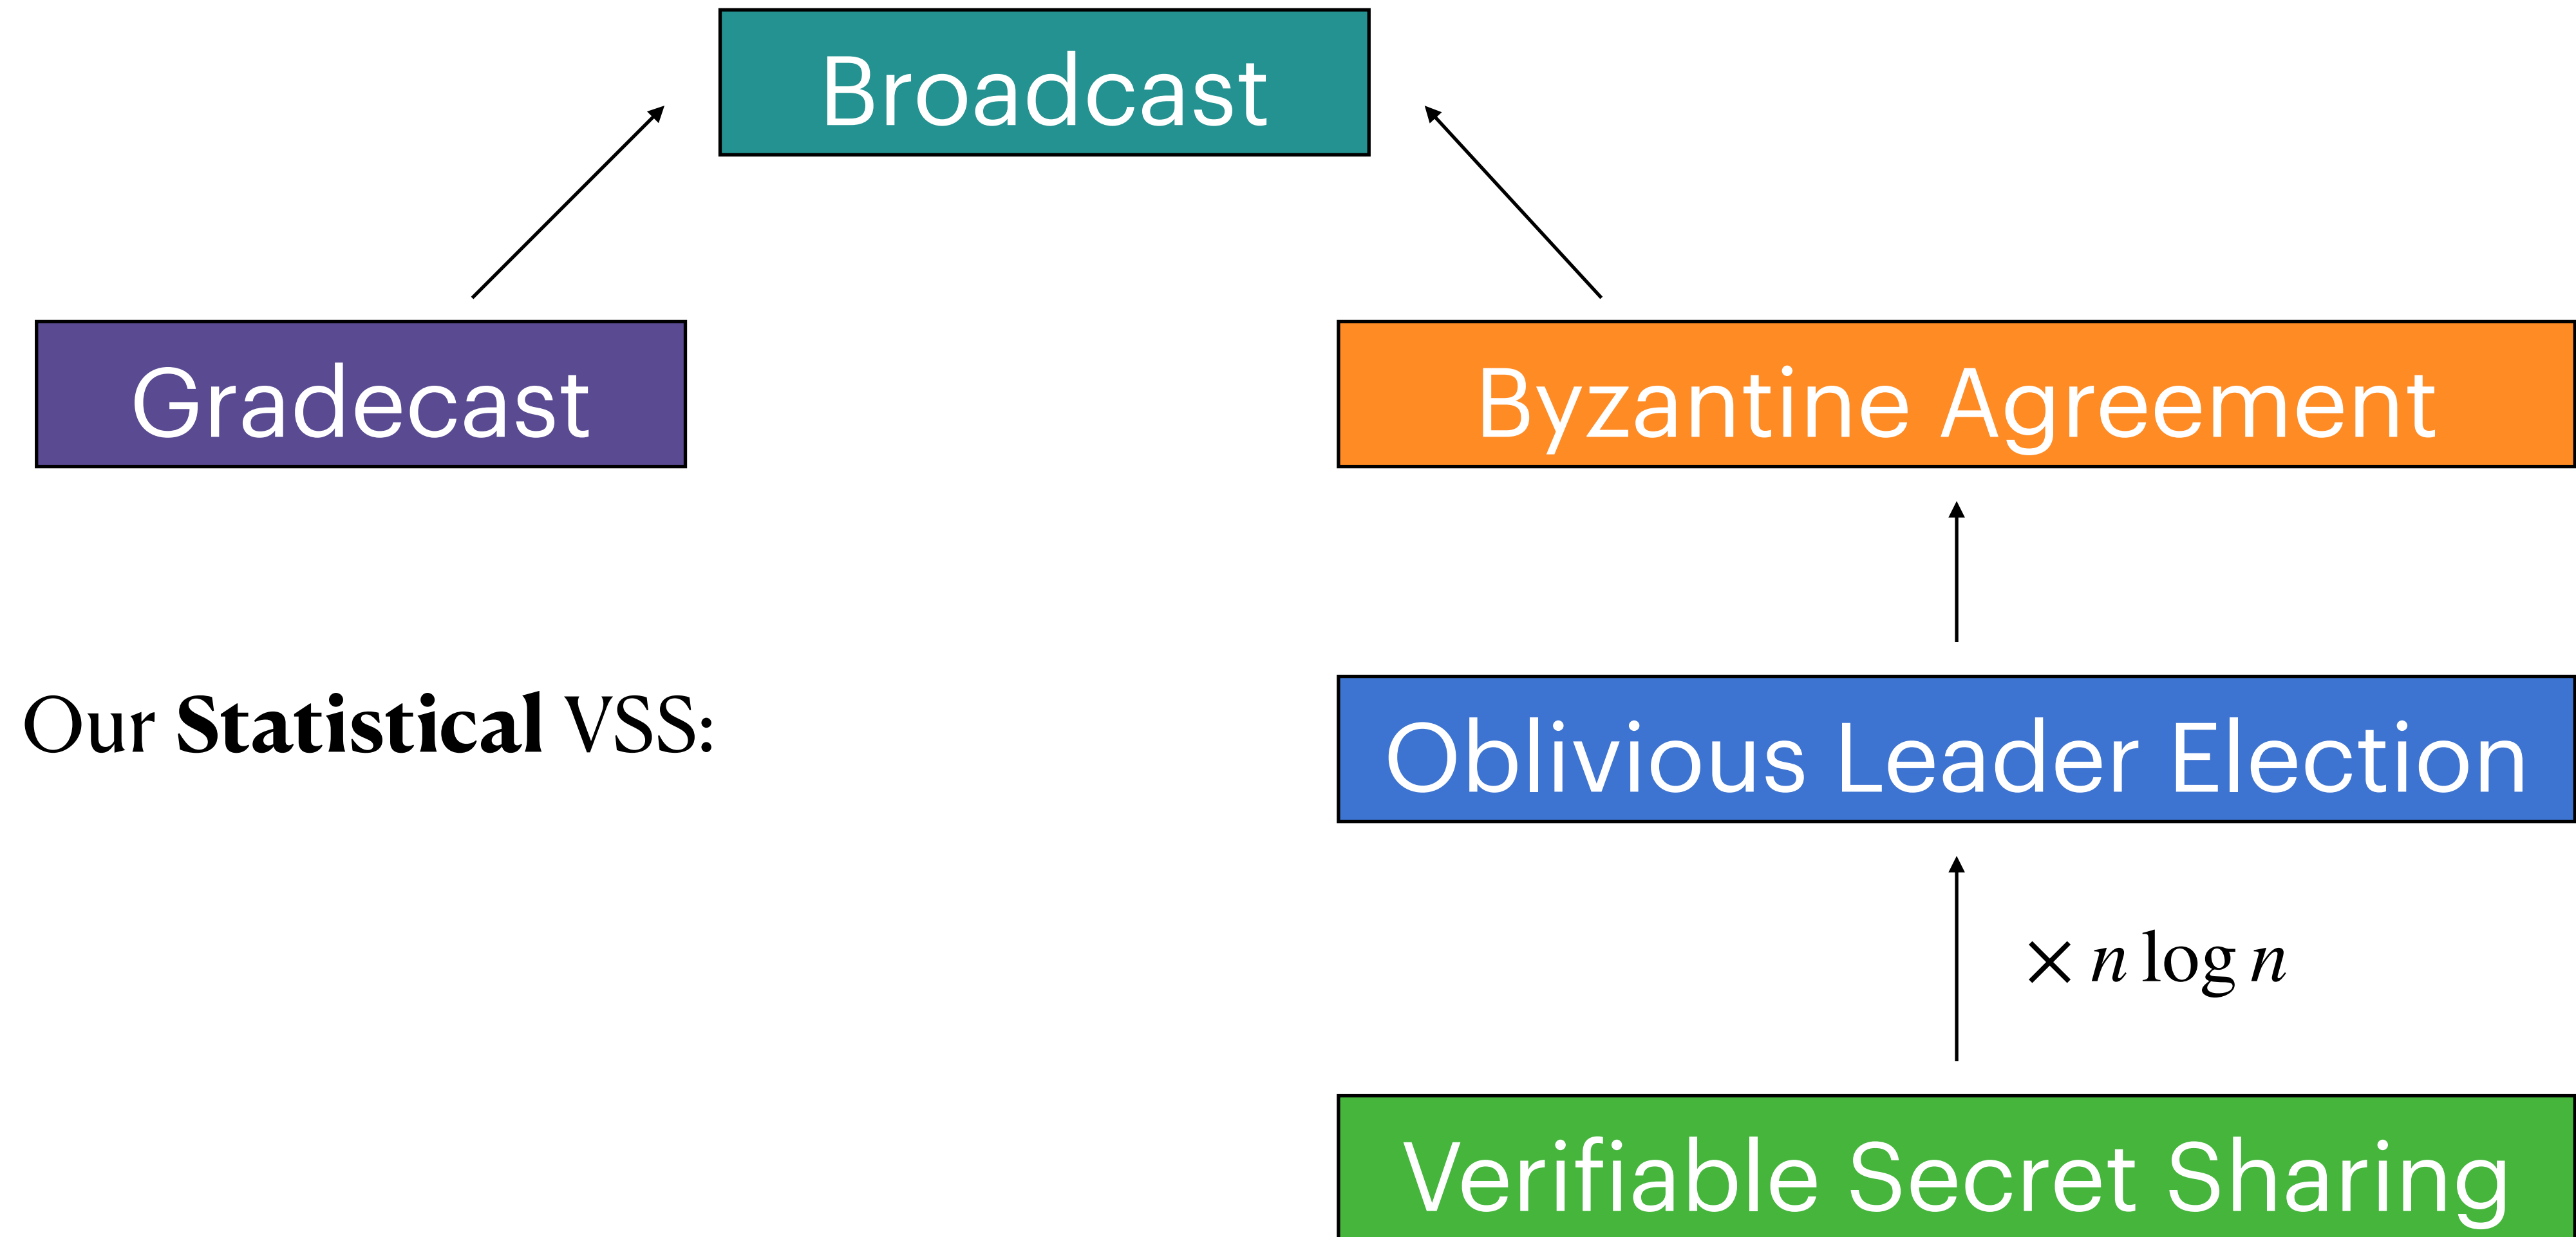 Broadcast
Gradecast
Byzantine Agreement
Our Statistical VSS:
Oblivious Leader Election
× n log n
Verifiable Secret Sharing